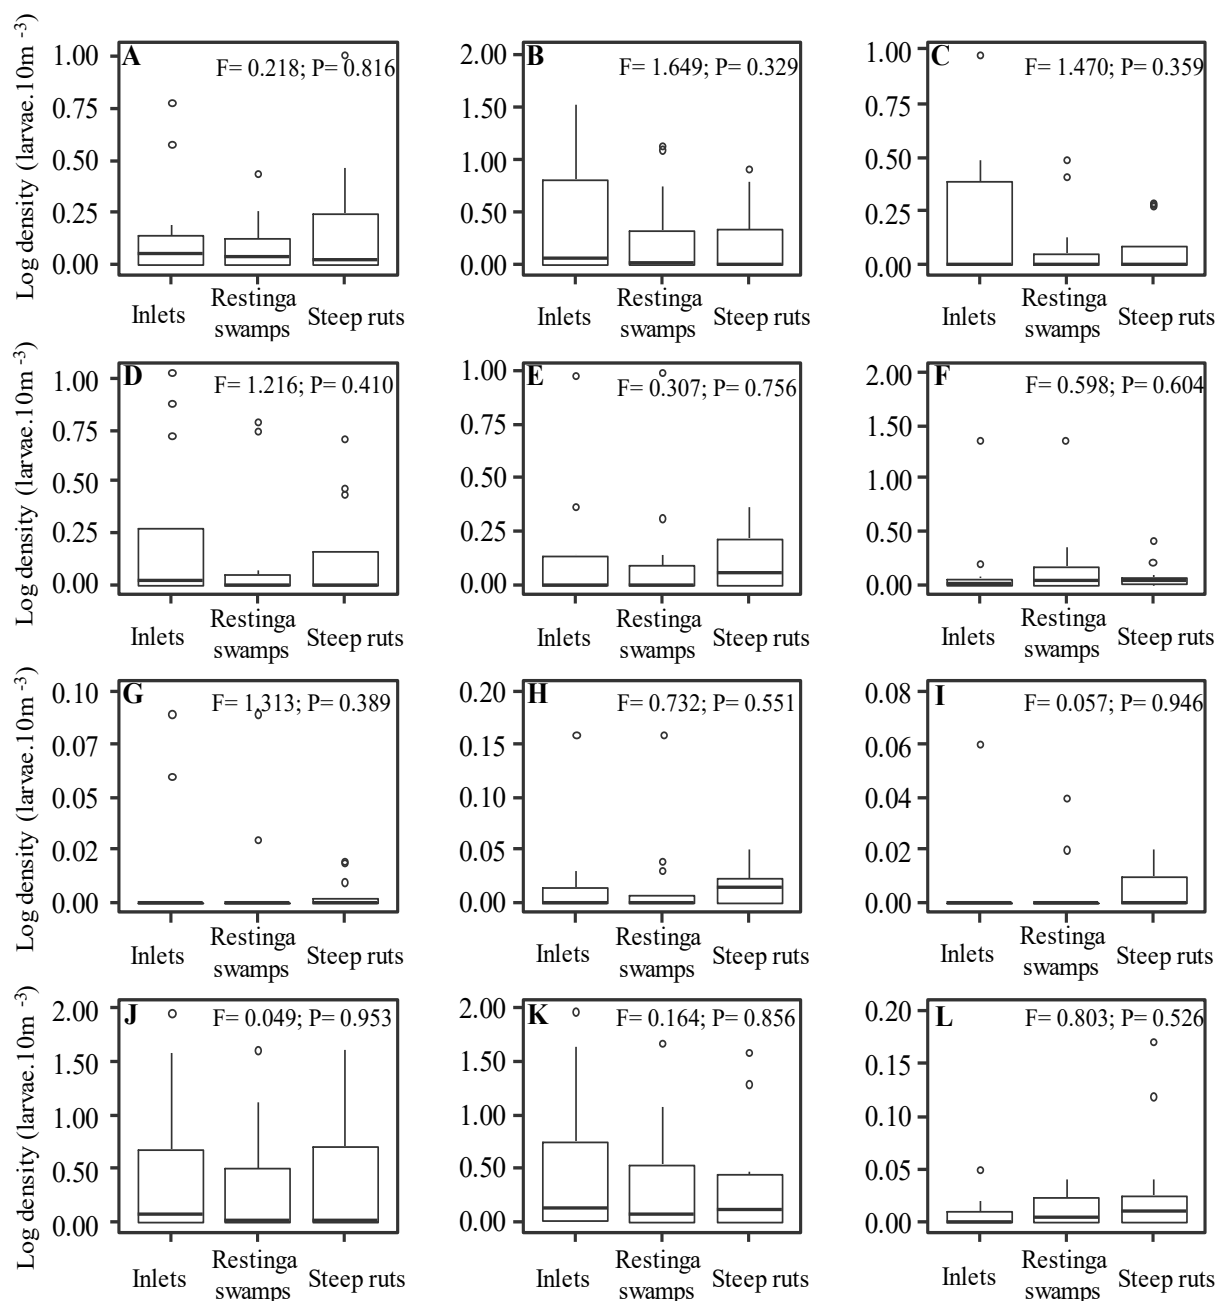 A
F= 0.218; P= 0.816
1.00
0.75
0.50
0.25
0.00
Log density (larvae.10m -3)
Inlets
Restinga
swamps
Steep ruts
B
F= 1.649; P= 0.329
2.00
1.50
1.00
0.50
0.00
Inlets
Restinga
swamps
Steep ruts
C
F= 1.470; P= 0.359
1.00
0.75
0.50
0.25
0.00
Inlets
Restinga
swamps
Steep ruts
D
F= 1.216; P= 0.410
1.00
0.75
0.50
0.25
0.00
Log density (larvae.10m -3)
Inlets
Restinga
swamps
Steep ruts
E
F= 0.307; P= 0.756
1.00
0.75
0.50
0.25
0.00
Inlets
Restinga
swamps
Steep ruts
F
F= 0.598; P= 0.604
2.00
1.50
1.00
0.50
0.00
Inlets
Restinga
swamps
Steep ruts
G
F= 1.313; P= 0.389
0.10
0.07
0.05
0.02
0.00
Log density (larvae.10m -3)
Inlets
Restinga
swamps
Steep ruts
H
F= 0.732; P= 0.551
0.20
0.15
0.10
0.05
0.00
Inlets
Restinga
swamps
Steep ruts
I
F= 0.057; P= 0.946
0.08
0.06
0.04
0.02
0.00
Inlets
Restinga
swamps
Steep ruts
J
F= 0.049; P= 0.953
2.00
1.50
1.00
0.50
0.00
Log density (larvae.10m -3)
Inlets
Restinga
swamps
Steep ruts
K
F= 0.164; P= 0.856
2.00
1.50
1.00
0.50
0.00
Inlets
Restinga
swamps
Steep ruts
L
F= 0.803; P= 0.526
0.20
0.15
0.10
0.05
0.00
Inlets
Restinga
swamps
Steep ruts